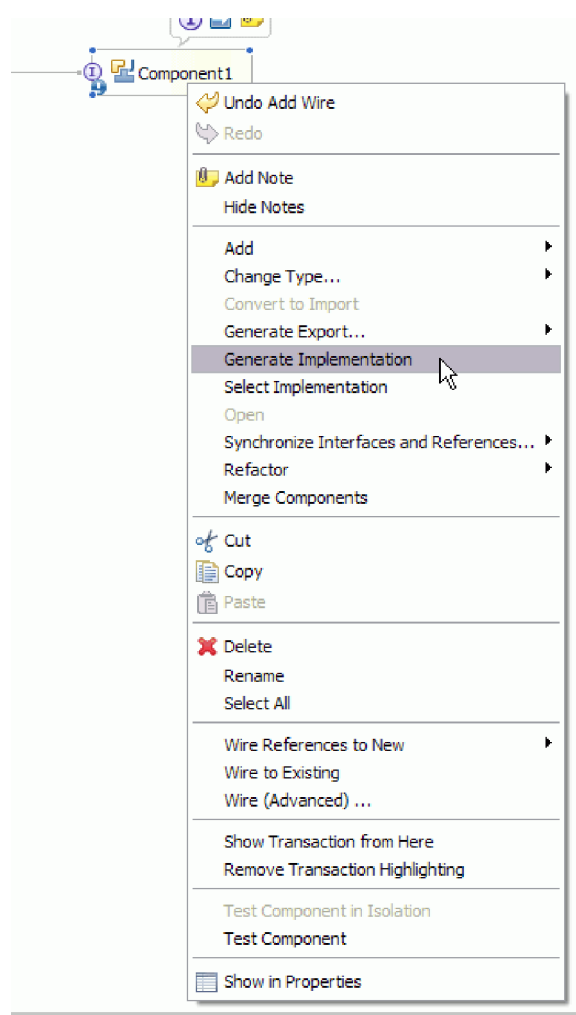 Component1
Undo Add Wire
Redo
Add Note
Hide Notes
Add
Change Type...
Convert to Import
Generate Export...
Generate Implementation
Select Implementation
Open
Synchronize Interfaces and References...
Refactor
Merge Components
Cut
Copy
Paste
Delete
Rename
Select All
Wire References to New
Wire to Existing
Wire (Advanced) ...
Show Transaction from Here
Remove Transaction Highlighting
Test Component in Isolation
Test Component
Show in Properties